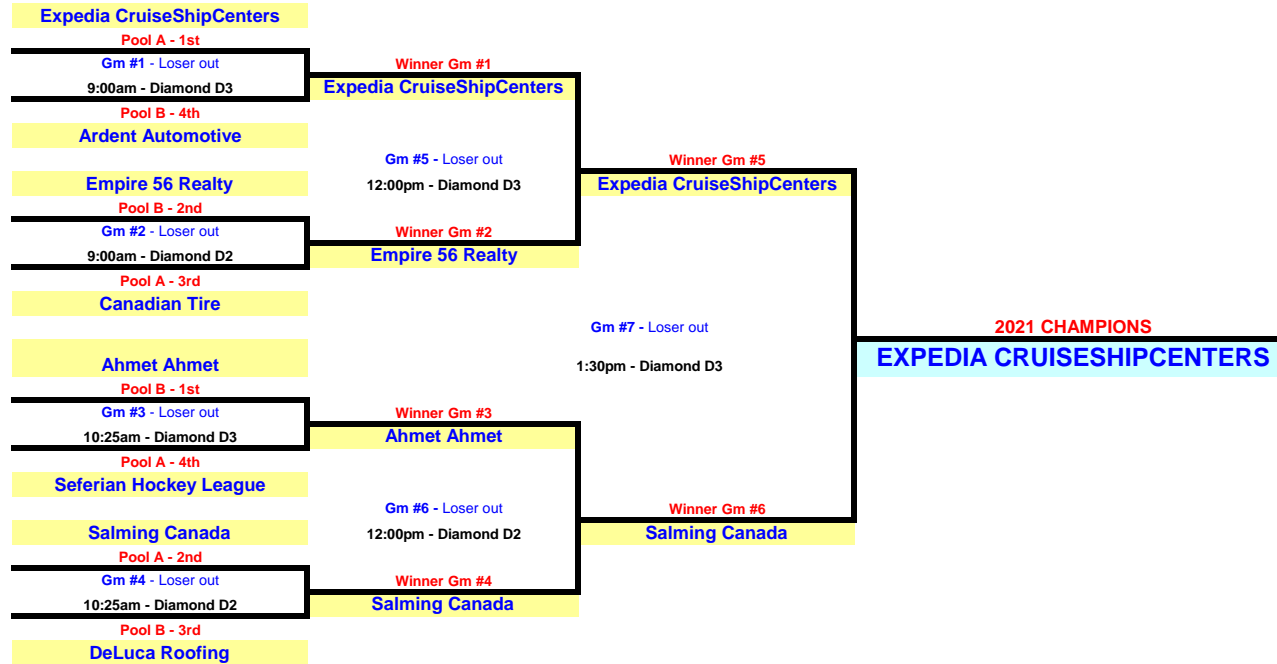 Expedia CruiseShipCenters
Pool A - 1st
Gm #1 - Loser out
9:00am - Diamond D3
Pool B - 4th
Ardent Automotive
Empire 56 Realty
Pool B - 2nd
Gm #2 - Loser out
9:00am - Diamond D2
Pool A - 3rd
Canadian Tire
Ahmet Ahmet
Pool B - 1st
Gm #3 - Loser out
10:25am - Diamond D3
Pool A - 4th
Seferian Hockey League
Salming Canada
Pool A - 2nd
Gm #4 - Loser out
10:25am - Diamond D2
Pool B - 3rd
DeLuca Roofing
Winner Gm #1
Expedia CruiseShipCenters
Gm #5 - Loser out
12:00pm - Diamond D3
Winner Gm #2
Empire 56 Realty
Winner Gm #3
Ahmet Ahmet
Gm #6 - Loser out
12:00pm - Diamond D2
Winner Gm #4
Salming Canada
Winner Gm #5
Expedia CruiseShipCenters
Gm #7 - Loser out
1:30pm - Diamond D3
Winner Gm #6
Salming Canada
2021 CHAMPIONS
EXPEDIA CRUISESHIPCENTERS